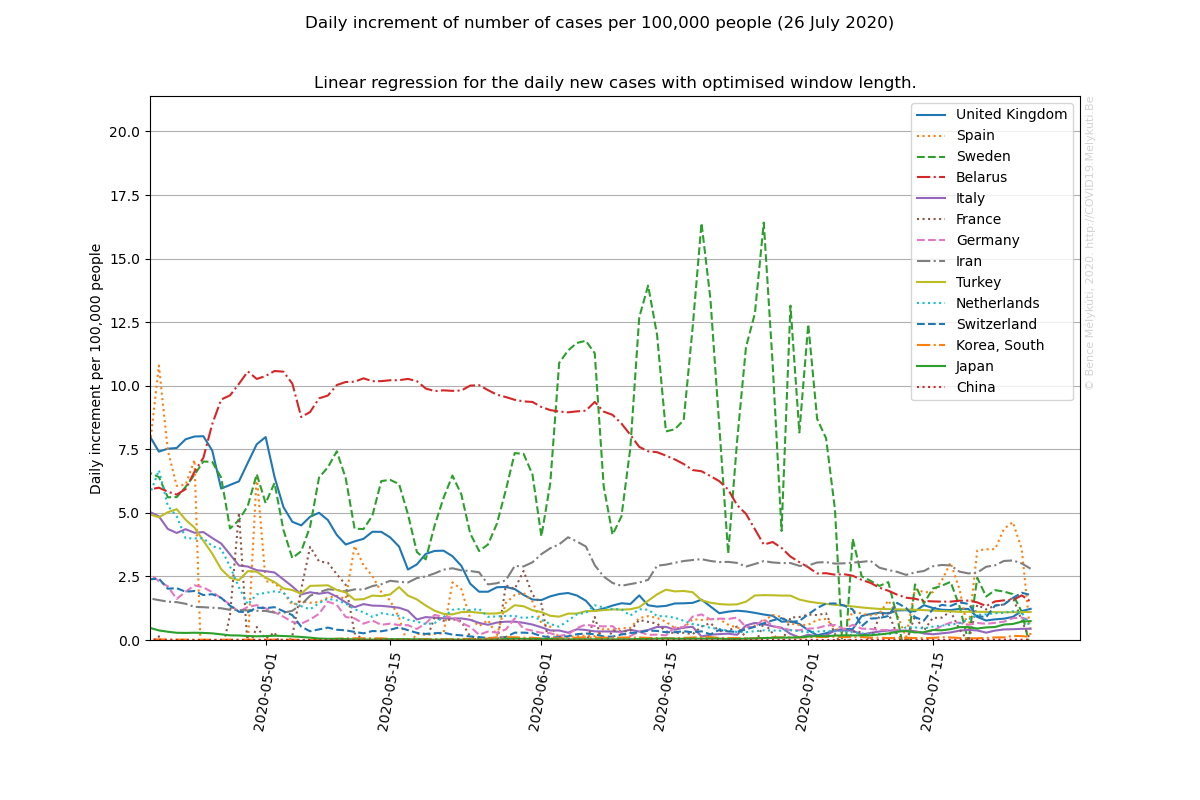 Daily increment of number of cases per 100,000 people (26 July 2020)
Linear regression for the daily new cases with optimised window length.
Daily increment per 100,000 people
20.0
17.5
15.0
12.5
10.0
7.5
5.0
2.5
0.0
2020-05-01
2020-05-15
2020-06-01
2020-06-15
2020-07-01
2020-07-15
United Kingdom
Spain
Sweden
Belarus
Italy
France
Germany
Iran
Turkey
Netherlands
Switzerland
Korea, South
Japan
China
© Bence Mélykúti, 2020. http://COVID19.Melykuti.Be